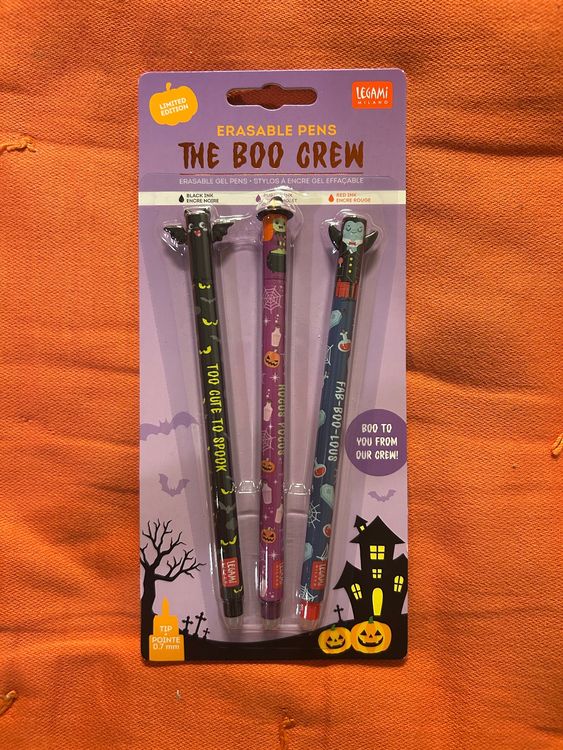 LIMITED
EDITION
LEGAMI
MILANO
ERASABLE PENS
THE BOO CREW
ERASABLE GEL PENS • STYLOS À ENCRE GEL EFFAÇABLE
BLACK INK
ENCRE NOIRE
RED INK
ENCRE ROUGE
TOO CUTE TO SPOOK
HOCUS POCUS!
FAB-BOO-LOUS
BOO TO
YOU FROM
OUR CREW!
LEGAMI
LEGAMI
LEGAMI
TIP
POINTE
0.7 mm